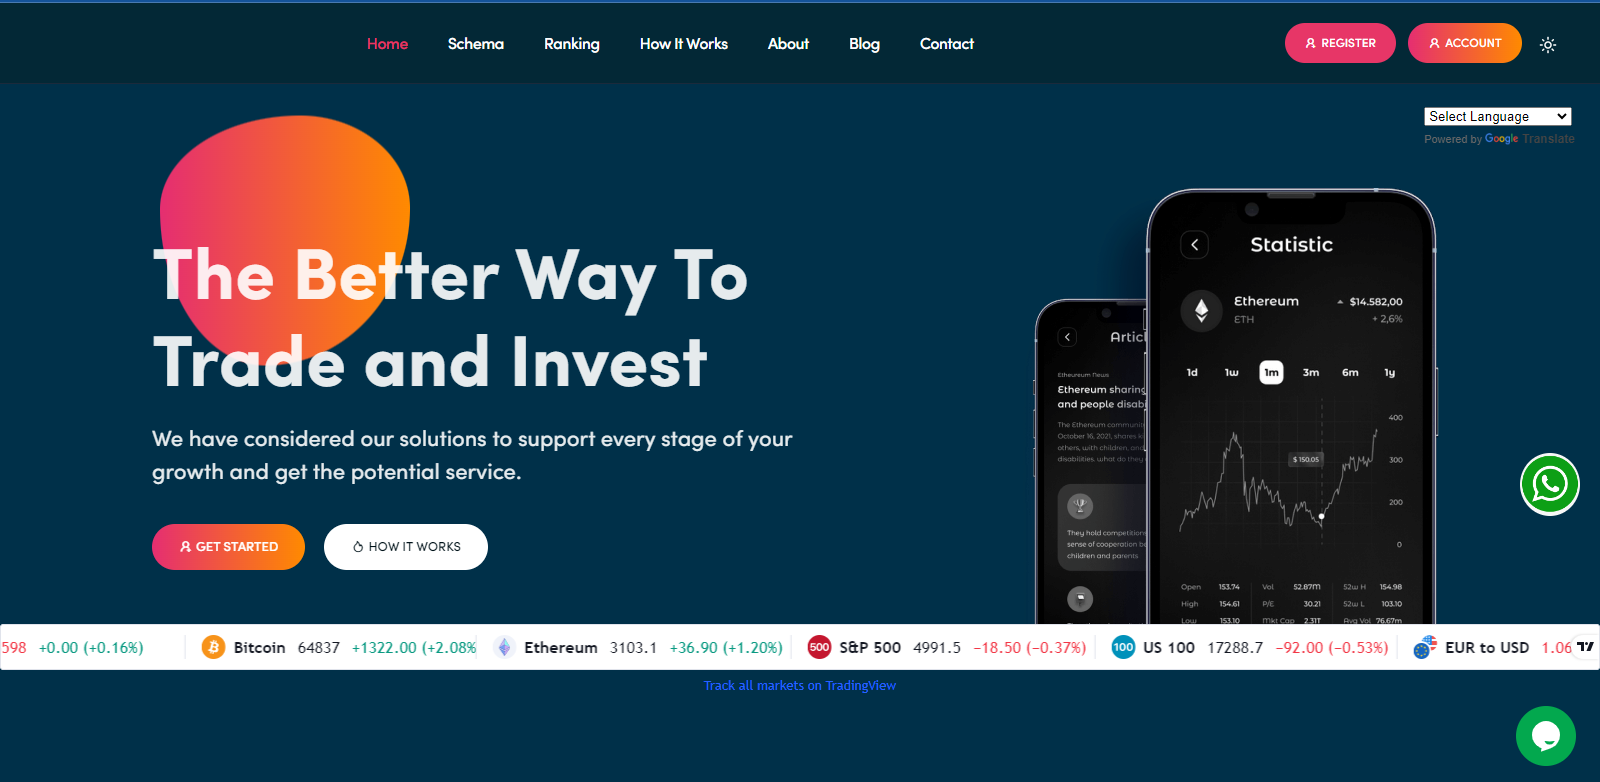 Home Schema Ranking How It Works About Blog Contact REGISTER ACCOUNT
Select Language
Powered by Google Translate
The Better Way To
Trade and Invest
We have considered our solutions to support every stage of your
growth and get the potential service.
GET STARTED HOW IT WORKS
Statistic
Ethereum $14.582,00
ETH + 2,6%
1d 1w 1m 3m 6m 1y
400
$ 150.05 300
200
0
Open 153.74 Vol 52.87m 52w H 154.98
High 154.61 P/E 30.21 52w L 103.10
Low 153.10 Mkt Cap 2.31T Avg Vol 76.67m
Artic
Etheureum News
Ethereum sharing
and people disabi
The Ethereum communi
October 16, 2021, shares k
others, with children, and
disabilities. what do they
They hold competitions
sense of cooperation be
children and parents
598 +0.00 (+0.16%) Bitcoin 64837 +1322.00 (+2.08% Ethereum 3103.1 +36.90 (+1.20%) S&P 500 4991.5 −18.50 (−0.37%) US 100 17288.7 −92.00 (−0.53%) EUR to USD 1.06
Track all markets on TradingView